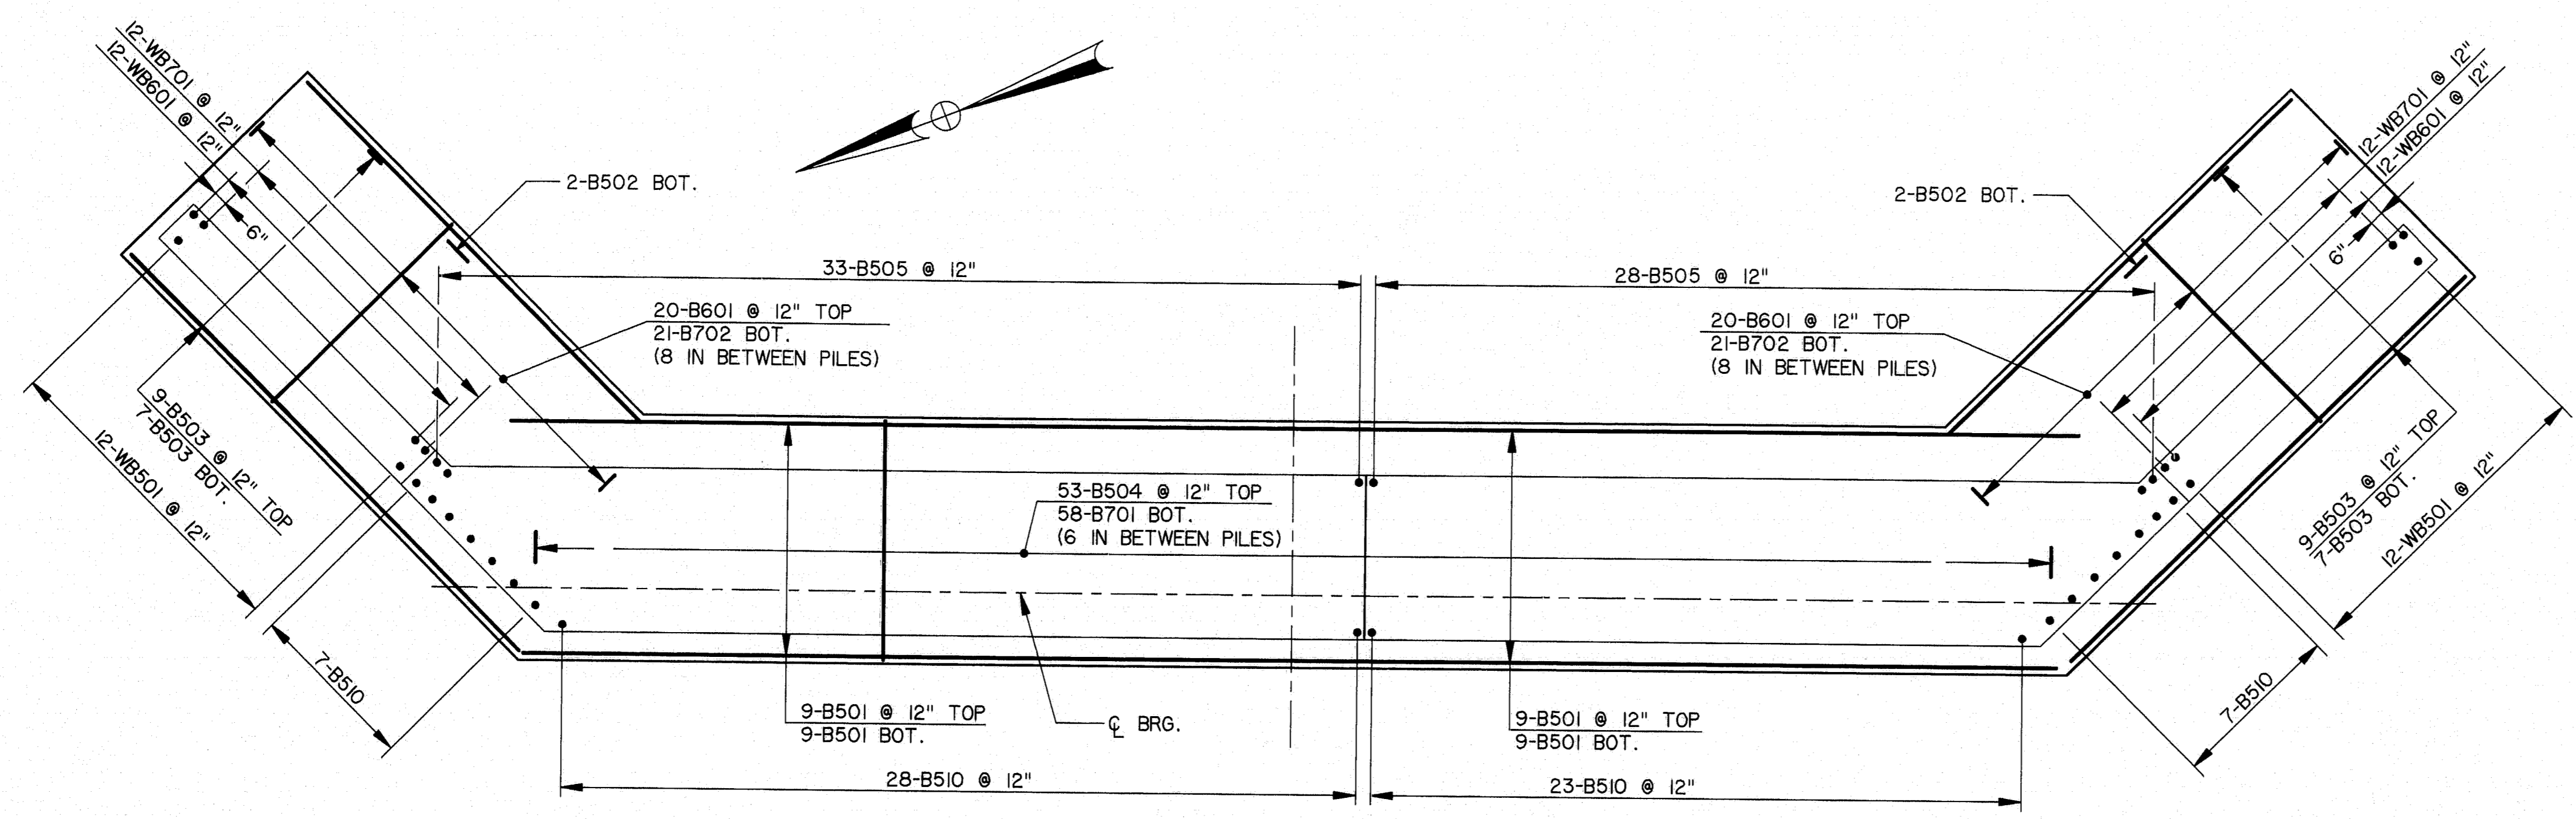 12-WB701 @ 12"
12-WB601 @ 12"
6"
2-B502 BOT.
33-B505 @ 12"
20-B601 @ 12" TOP
21-B702 BOT.
(8 IN BETWEEN PILES)
9-B503 @ 12" TOP
7-B503 BOT.
12-WB501 @ 12"
7-B510
53-B504 @ 12" TOP
58-B701 BOT.
(6 IN BETWEEN PILES)
9-B501 @ 12" TOP
9-B501 BOT.
℄ BRG.
28-B510 @ 12"
2-B502 BOT.
28-B505 @ 12"
20-B601 @ 12" TOP
21-B702 BOT.
(8 IN BETWEEN PILES)
12-WB701 @ 12"
12-WB601 @ 12"
6"
9-B503 @ 12" TOP
7-B503 BOT.
12-WB501 @ 12"
7-B510
9-B501 @ 12" TOP
9-B501 BOT.
23-B510 @ 12"